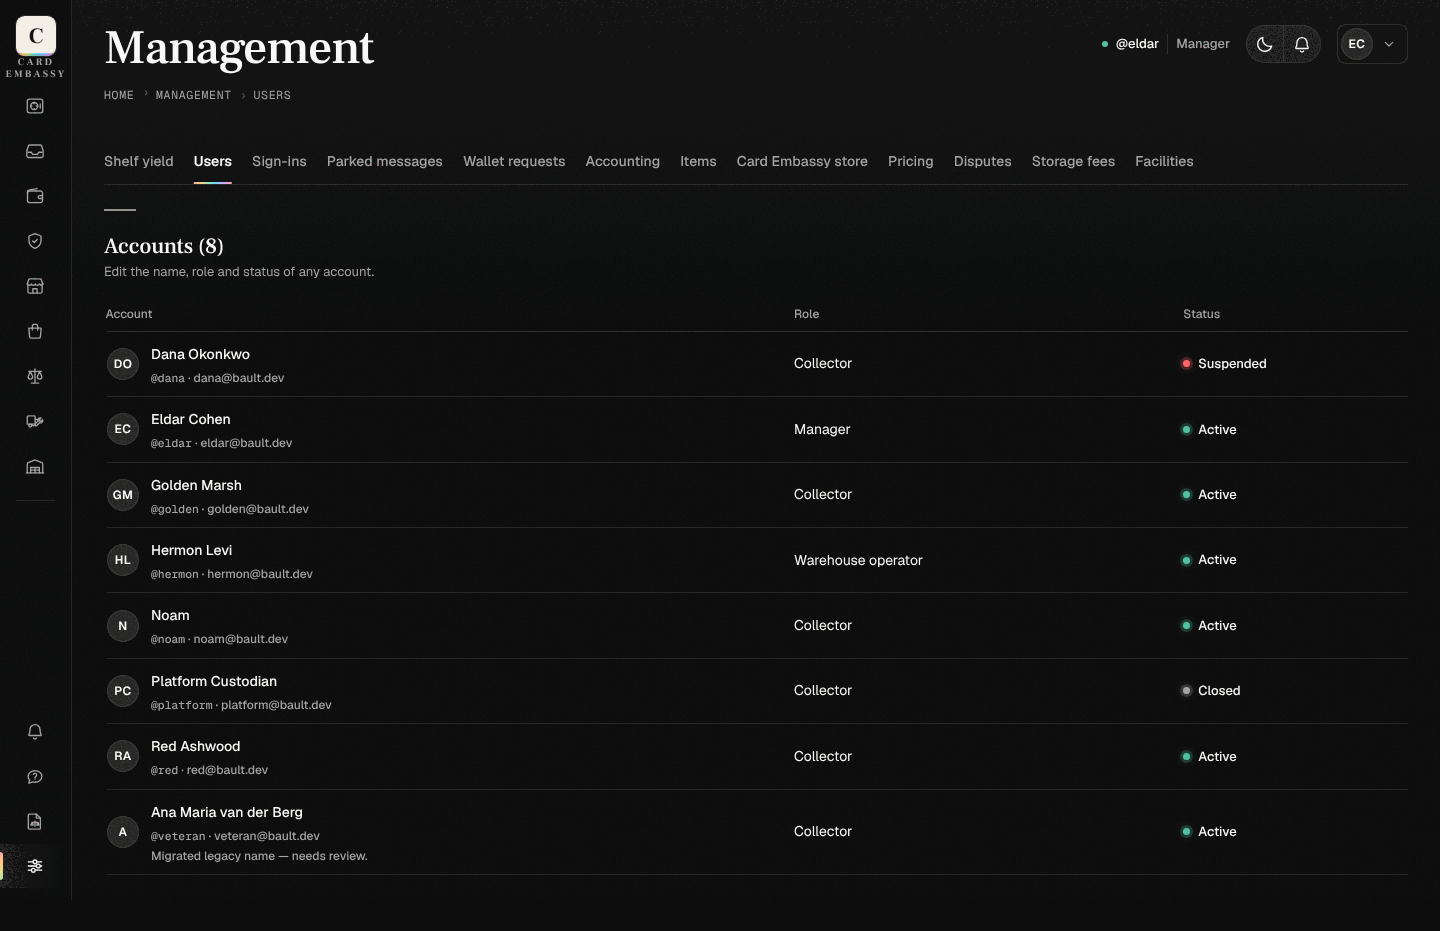 C
CARD
EMBASSY
Management
@eldar
Manager
EC
HOME › MANAGEMENT › USERS
Shelf yield
Users
Sign-ins
Parked messages
Wallet requests
Accounting
Items
Card Embassy store
Pricing
Disputes
Storage fees
Facilities
Accounts (8)
Edit the name, role and status of any account.
Account Role Status
DO
Dana Okonkwo
@dana · dana@bault.dev
Collector
Suspended
EC
Eldar Cohen
@eldar · eldar@bault.dev
Manager
Active
GM
Golden Marsh
@golden · golden@bault.dev
Collector
Active
HL
Hermon Levi
@hermon · hermon@bault.dev
Warehouse operator
Active
N
Noam
@noam · noam@bault.dev
Collector
Active
PC
Platform Custodian
@platform · platform@bault.dev
Collector
Closed
RA
Red Ashwood
@red · red@bault.dev
Collector
Active
A
Ana Maria van der Berg
@veteran · veteran@bault.dev
Migrated legacy name — needs review.
Collector
Active